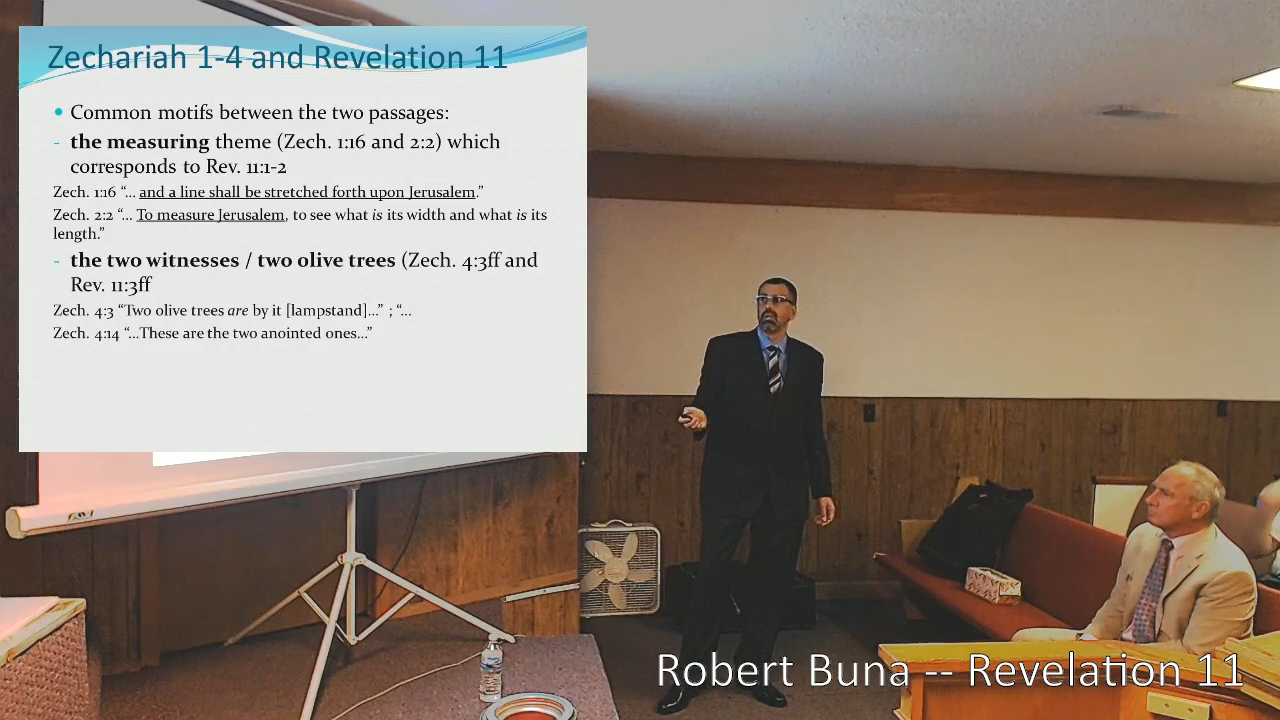 Zechariah 1-4 and Revelation 11
• Common motifs between the two passages:
- the measuring theme (Zech. 1:16 and 2:2) which
corresponds to Rev. 11:1-2
Zech. 1:16 “... and a line shall be stretched forth upon Jerusalem.”
Zech. 2:2 “... To measure Jerusalem, to see what is its width and what is its
length.”
- the two witnesses / two olive trees (Zech. 4:3ff and
Rev. 11:3ff
Zech. 4:3 “Two olive trees are by it [lampstand]...” ; “...
Zech. 4:14 “...These are the two anointed ones...”
Robert Buna -- Revelation 11